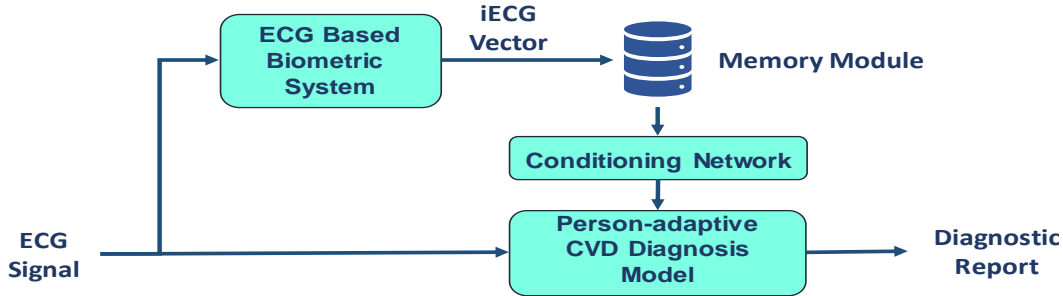 ECG Based
Biometric
System
iECG
Vector
Memory Module
Conditioning Network
ECG
Signal
Person-adaptive
CVD Diagnosis
Model
Diagnostic
Report